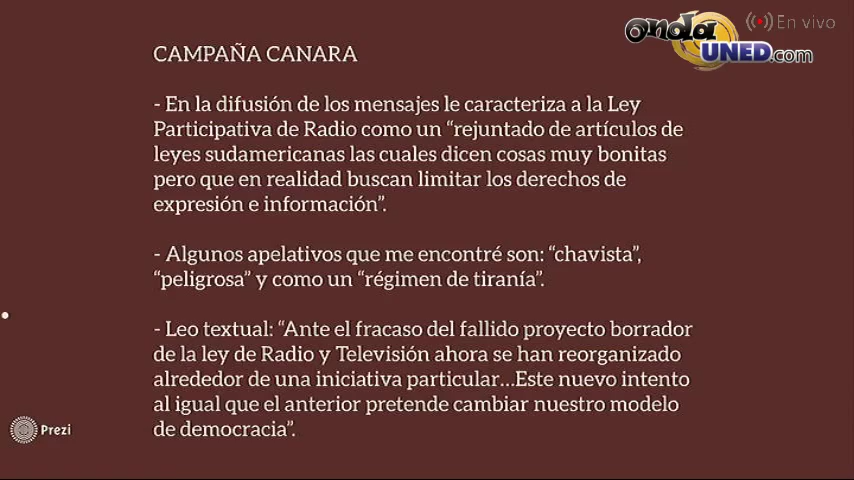 onda
UNED.com
En vivo
CAMPAÑA CANARA
- En la difusión de los mensajes le caracteriza a la Ley
Participativa de Radio como un “rejuntado de artículos de
leyes sudamericanas las cuales dicen cosas muy bonitas
pero que en realidad buscan limitar los derechos de
expresión e información”.
- Algunos apelativos que me encontré son: “chavista”,
“peligrosa” y como un “régimen de tiranía”.
- Leo textual: “Ante el fracaso del fallido proyecto borrador
de la ley de Radio y Televisión ahora se han reorganizado
alrededor de una iniciativa particular...Este nuevo intento
al igual que el anterior pretende cambiar nuestro modelo
de democracia”.
Prezi